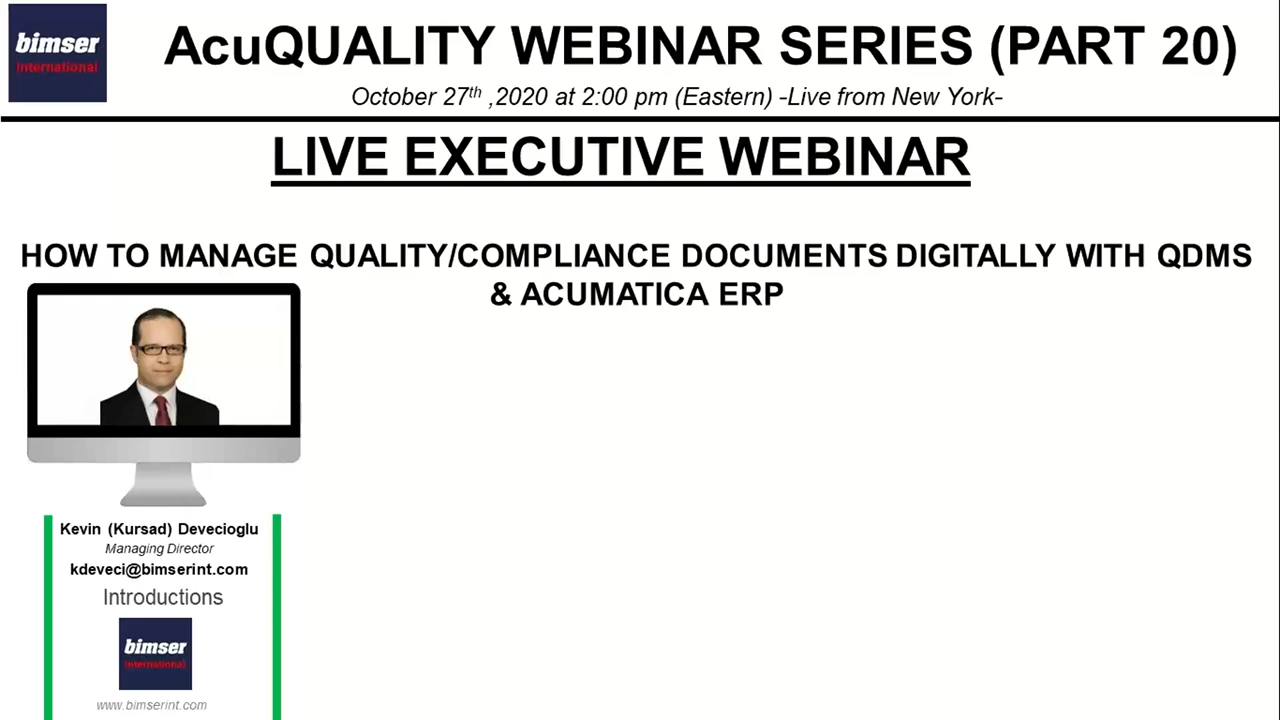 bimser
international
AcuQUALITY WEBINAR SERIES (PART 20)
October 27th ,2020 at 2:00 pm (Eastern) -Live from New York-
LIVE EXECUTIVE WEBINAR
HOW TO MANAGE QUALITY/COMPLIANCE DOCUMENTS DIGITALLY WITH QDMS
& ACUMATICA ERP
Kevin (Kursad) Devecioglu
Managing Director
kdeveci@bimserint.com
Introductions
bimser
international
www.bimserint.com